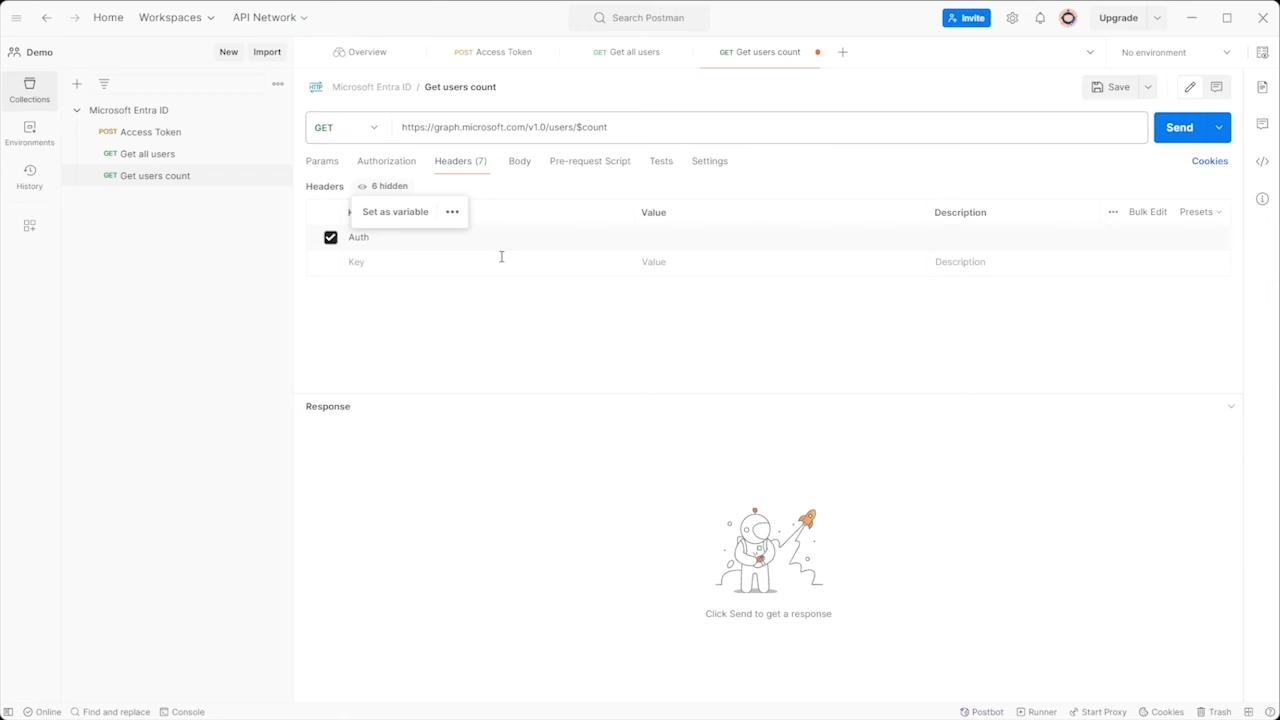 Home Workspaces API Network Search Postman Invite Upgrade
Demo New Import Overview POST Access Token GET Get all users GET Get users count No environment
Collections
Environments
History
Microsoft Entra ID
POST Access Token
GET Get all users
GET Get users count
HTTP Microsoft Entra ID / Get users count Save
GET https://graph.microsoft.com/v1.0/users/$count Send
Params Authorization Headers (7) Body Pre-request Script Tests Settings Cookies
Headers 6 hidden
Set as variable Value Description Bulk Edit Presets
Auth
Key Value Description
Response
Click Send to get a response
Online Find and replace Console Postbot Runner Start Proxy Cookies Trash